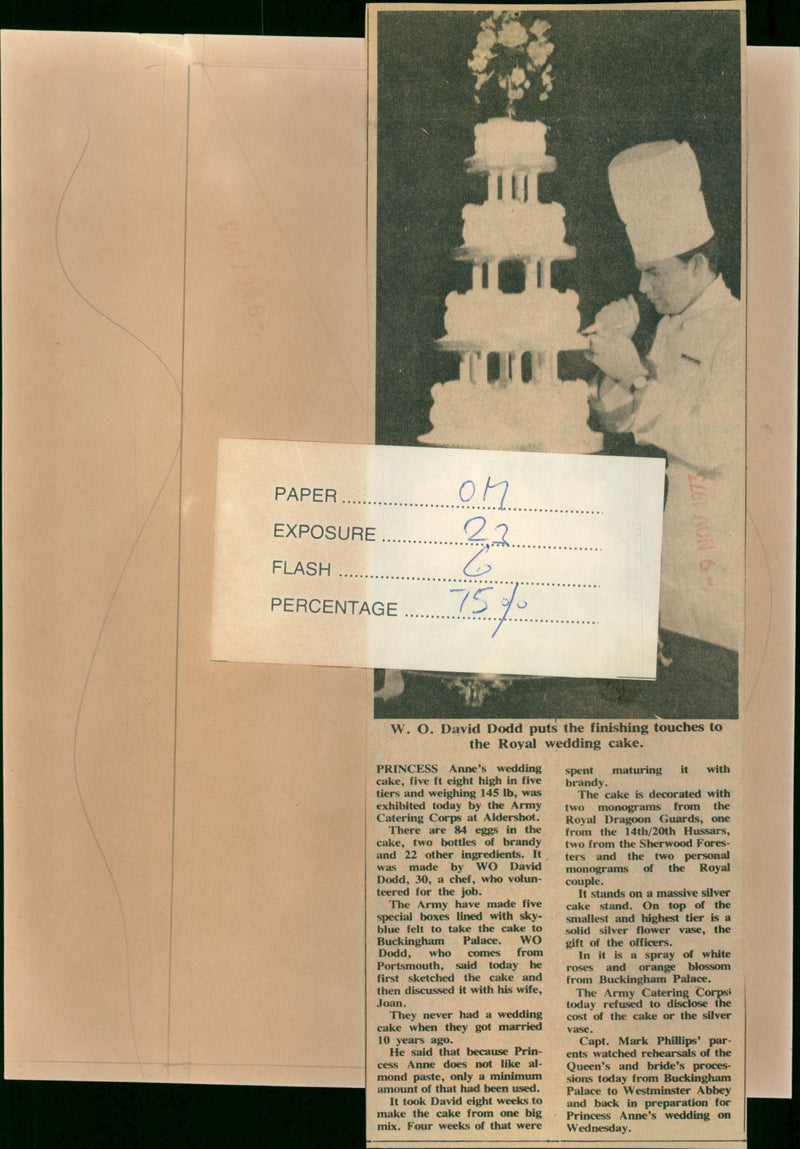 PAPER ........ OM
EXPOSURE ........ 22
FLASH ........ 6
PERCENTAGE ........ 75%
- 9 NOV 1973
W. O. David Dodd puts the finishing touches to
the Royal wedding cake.
PRINCESS Anne's wedding
cake, five ft eight high in five
tiers and weighing 145 lb, was
exhibited today by the Army
Catering Corps at Aldershot.
There are 84 eggs in the
cake, two bottles of brandy
and 22 other ingredients. It
was made by WO David
Dodd, 30, a chef, who volun-
teered for the job.
The Army have made five
special boxes lined with sky-
blue felt to take the cake to
Buckingham Palace. WO
Dodd, who comes from
Portsmouth, said today he
first sketched the cake and
then discussed it with his wife,
Joan.
They never had a wedding
cake when they got married
10 years ago.
He said that because Prin-
cess Anne does not like al-
mond paste, only a minimum
amount of that had been used.
It took David eight weeks to
make the cake from one big
mix. Four weeks of that were
spent maturing it with
brandy.
The cake is decorated with
two monograms from the
Royal Dragoon Guards, one
from the 14th/20th Hussars,
two from the Sherwood Fores-
ters and the two personal
monograms of the Royal
couple.
It stands on a massive silver
cake stand. On top of the
smallest and highest tier is a
solid silver flower vase, the
gift of the officers.
In it is a spray of white
roses and orange blossom
from Buckingham Palace.
The Army Catering Corps
today refused to disclose the
cost of the cake or the silver
vase.
Capt. Mark Phillips' par-
ents watched rehearsals of the
Queen's and bride's proces-
sions today from Buckingham
Palace to Westminster Abbey
and back in preparation for
Princess Anne's wedding on
Wednesday.